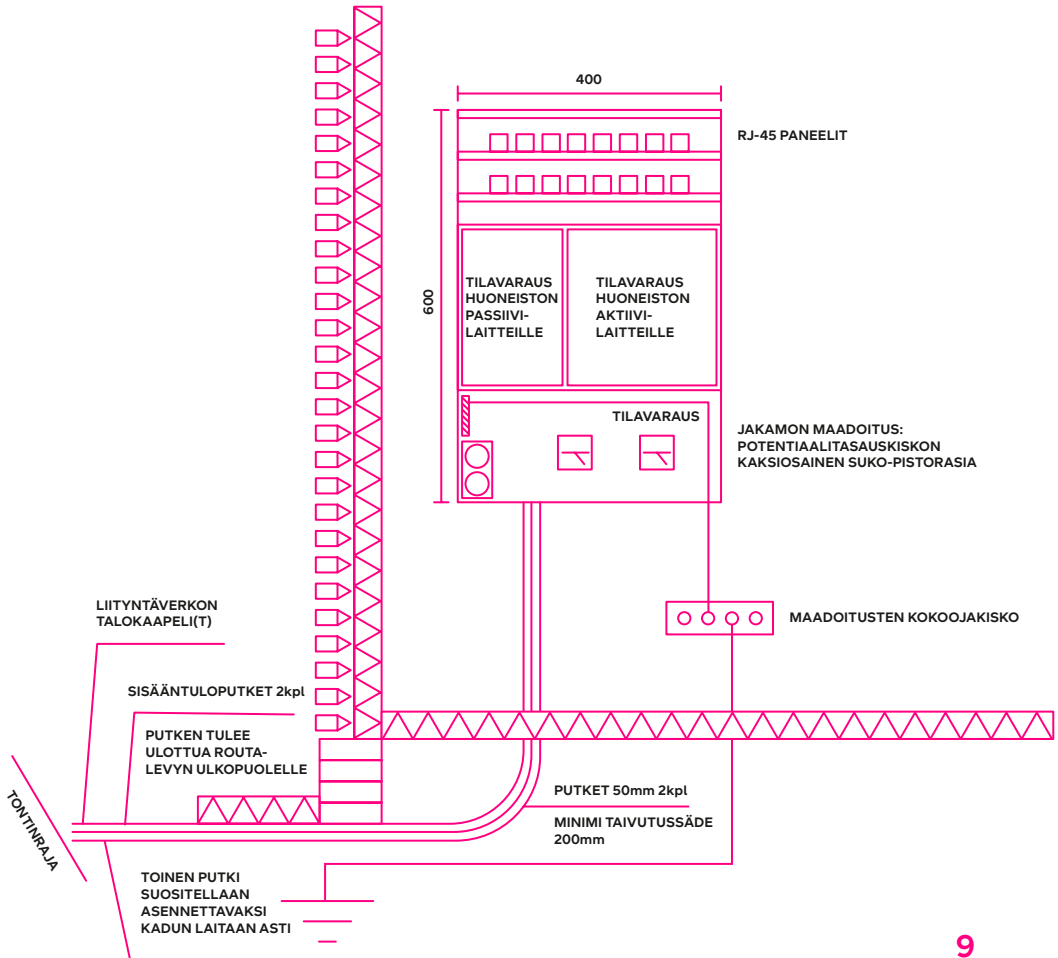 400
RJ-45 PANEELIT
600
TILAVARAUS
HUONEISTON
PASSIIVI-
LAITTEILLE
TILAVARAUS
HUONEISTON
AKTIIVI-
LAITTEILLE
TILAVARAUS
JAKAMON MAADOITUS:
POTENTIAALITASAUSKISKON
KAKSIOSAINEN SUKO-PISTORASIA
LIITYNTÄVERKON
TALOKAAPELI(T)
MAADOITUSTEN KOKOOJAKISKO
SISÄÄNTULOPUTKET 2kpl
PUTKEN TULEE
ULOTTUA ROUTA-
LEVYN ULKOPUOLELLE
PUTKET 50mm 2kpl
MINIMI TAIVUTUSSÄDE
200mm
TONTINRAJA
TOINEN PUTKI
SUOSITELLAAN
ASENNETTAVAKSI
KADUN LAITAAN ASTI
9